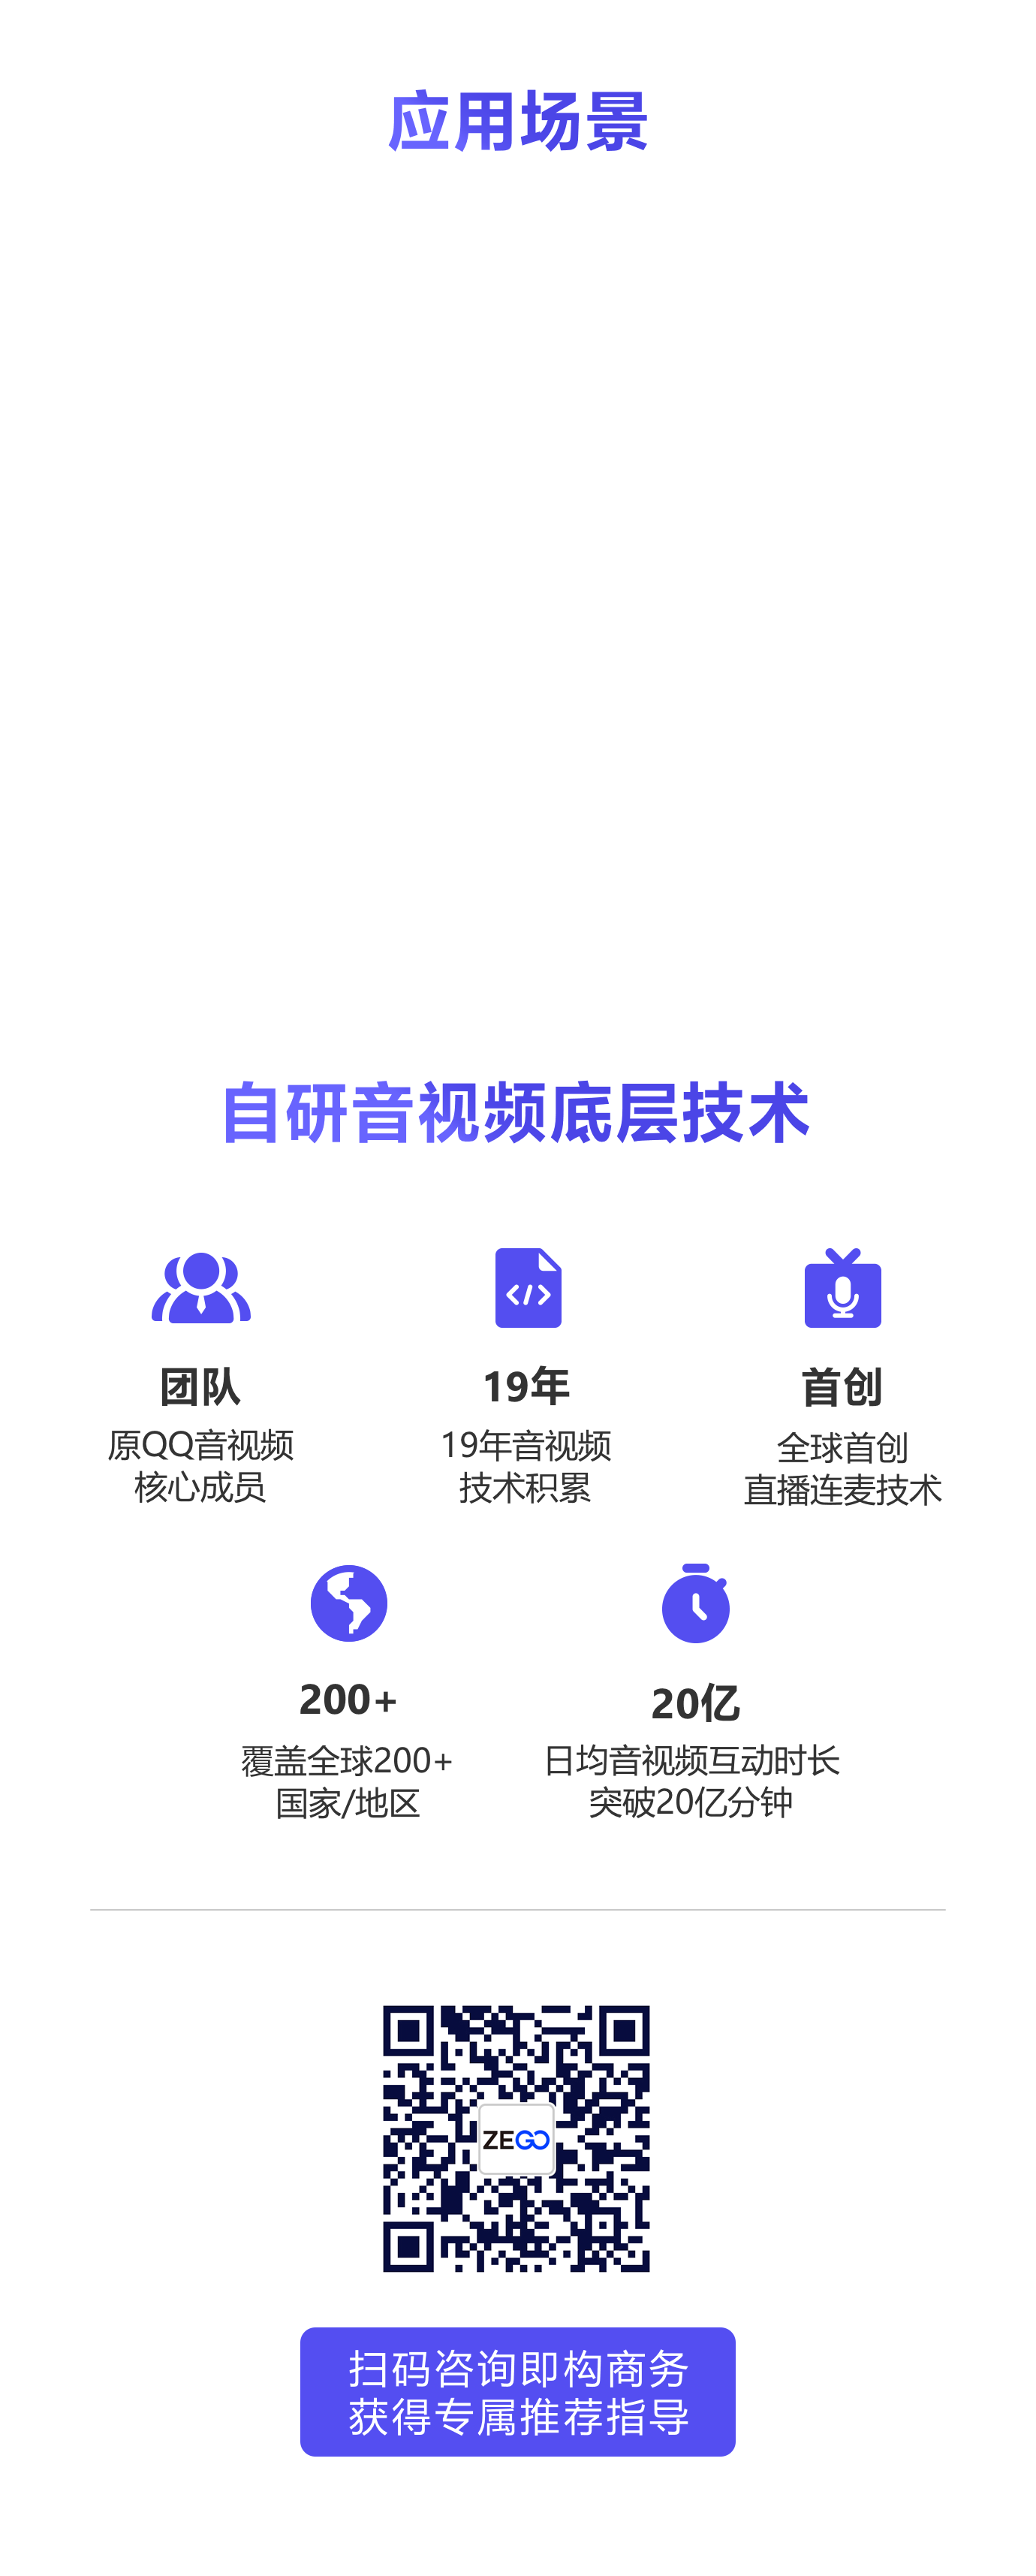 应用场景
自研音视频底层技术
团队
原QQ音视频
核心成员
19年
19年音视频
技术积累
首创
全球首创
直播连麦技术
200+
覆盖全球200+
国家/地区
20亿
日均音视频互动时长
突破20亿分钟
ZEGO
扫码咨询即构商务
获得专属推荐指导